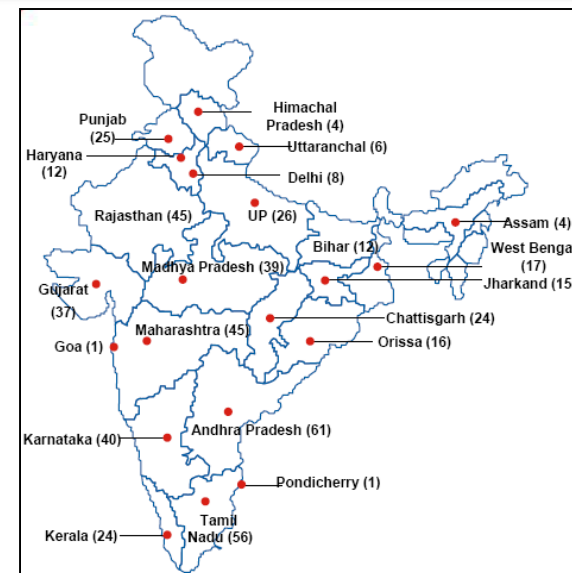 Himachal
Pradesh (4)
Punjab
(25)
Uttaranchal (6)
Haryana
(12)
Delhi (8)
Rajasthan (45)
UP (26)
Assam (4)
Bihar (12)
West Benga
(17)
Madhya Pradesh (39)
Jharkand (15
Gujarat
(37)
Chattisgarh (24)
Maharashtra (45)
Orissa (16)
Goa (1)
Andhra Pradesh (61)
Karnataka (40)
Pondicherry (1)
Tamil
Nadu (56)
Kerala (24)